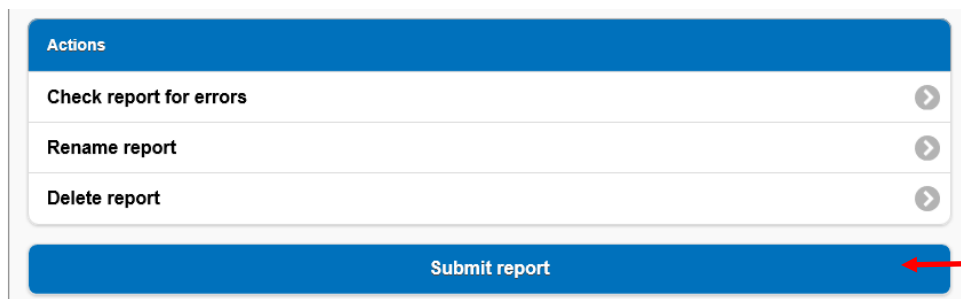 Actions
Check report for errors
Rename report
Delete report
Submit report